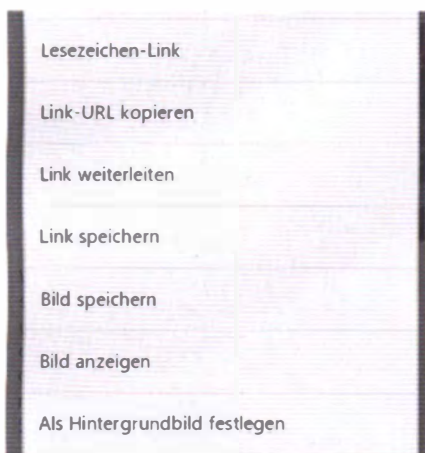 Lesezeichen-Link
Link-URL kopieren
Link weiterleiten
Link speichern
Bild speichern
Bild anzeigen
Als Hintergrundbild festlegen